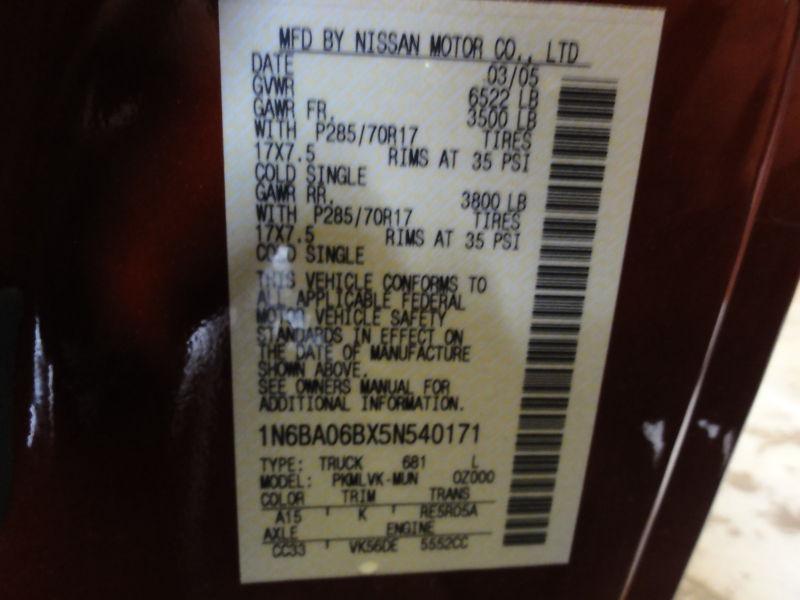 MFD BY NISSAN MOTOR CO., LTD
DATE 03/05
GVWR 6522 LB
GAWR FR. 3500 LB
WITH P285/70R17 TIRES
17X7.5 RIMS AT 35 PSI
COLD SINGLE
GAWR RR. 3800 LB
WITH P285/70R17 TIRES
17X7.5 RIMS AT 35 PSI
COLD SINGLE
THIS VEHICLE CONFORMS TO
ALL APPLICABLE FEDERAL
MOTOR VEHICLE SAFETY
STANDARDS IN EFFECT ON
THE DATE OF MANUFACTURE
SHOWN ABOVE.
SEE OWNERS MANUAL FOR
ADDITIONAL INFORMATION.
1N6BA06BX5N540171
TYPE: TRUCK 681 L
MODEL: PKMLVK-MUN 0Z000
COLOR TRIM TRANS
A15 K RE5R05A
AXLE ENGINE
CC33 VK56DE 5552CC